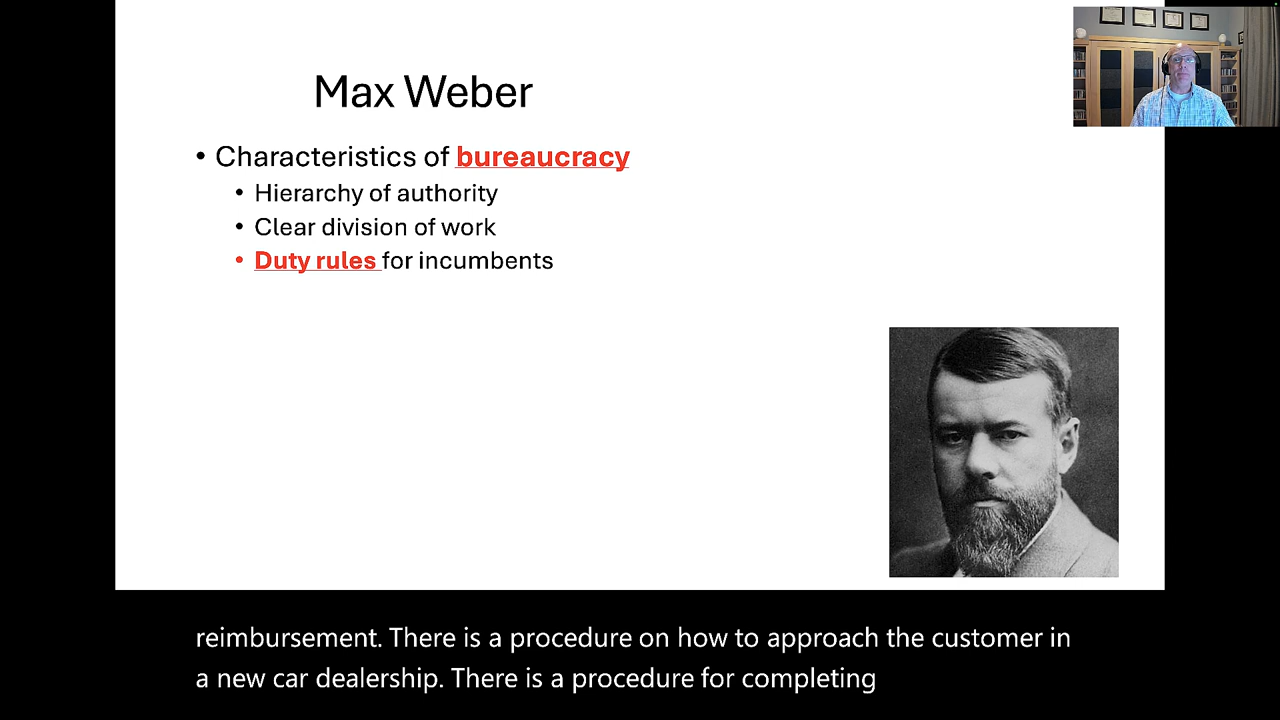 Max Weber
• Characteristics of bureaucracy
• Hierarchy of authority
• Clear division of work
• Duty rules for incumbents
reimbursement. There is a procedure on how to approach the customer in
a new car dealership. There is a procedure for completing